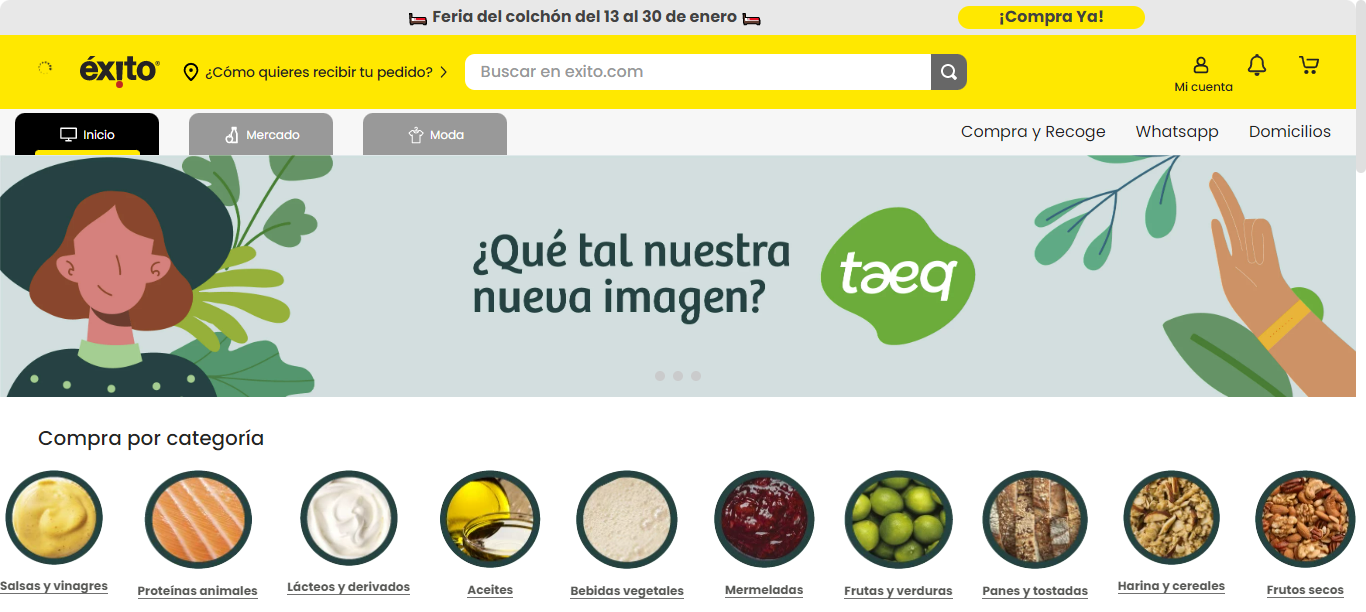 Feria del colchón del 13 al 30 de enero
¡Compra Ya!
éxito
¿Cómo quieres recibir tu pedido?
Buscar en exito.com
Mi cuenta
Inicio
Mercado
Moda
Compra y Recoge
Whatsapp
Domicilios
¿Qué tal nuestra
nueva imagen?
taeq
Compra por categoría
Salsas y vinagres
Proteínas animales
Lácteos y derivados
Aceites
Bebidas vegetales
Mermeladas
Frutas y verduras
Panes y tostadas
Harina y cereales
Frutos secos